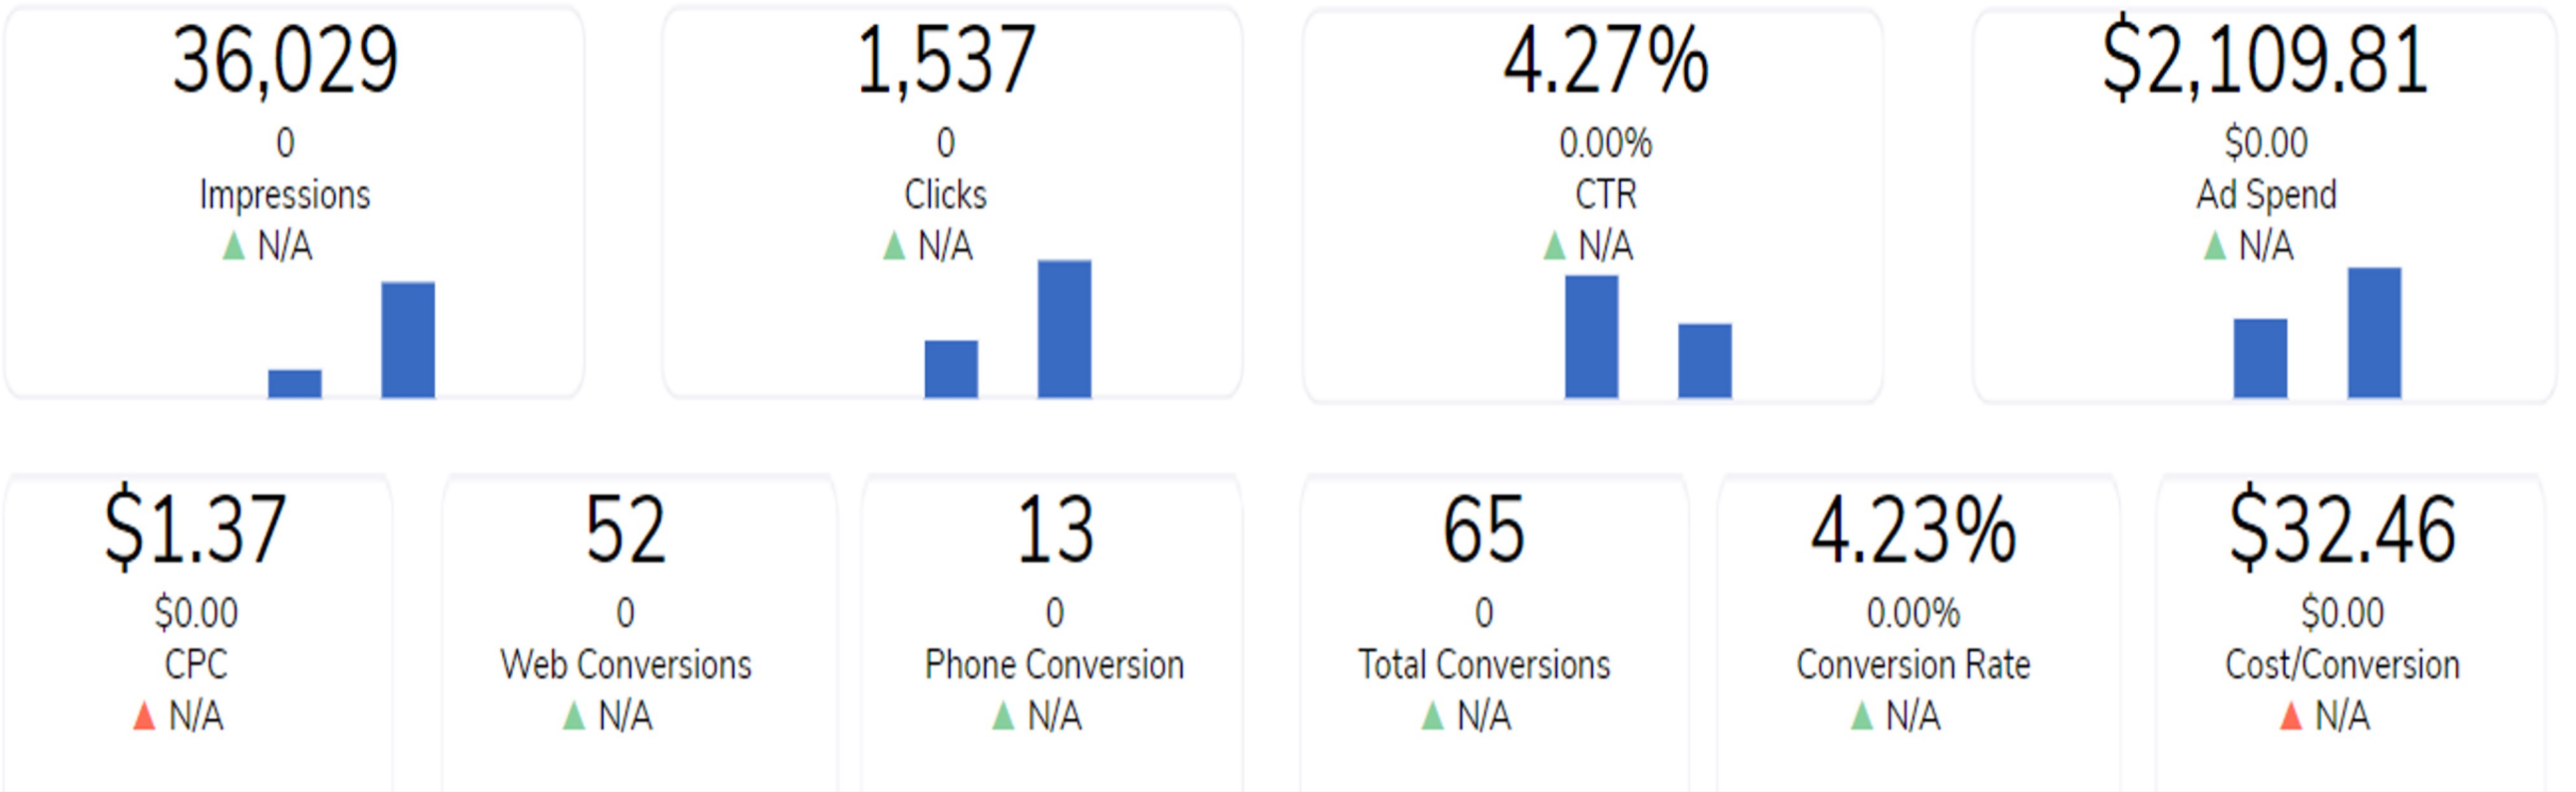 36,029
0
Impressions
▲ N/A
1,537
0
Clicks
▲ N/A
4.27%
0.00%
CTR
▲ N/A
$2,109.81
$0.00
Ad Spend
▲ N/A
$1.37
$0.00
CPC
▲ N/A
52
0
Web Conversions
▲ N/A
13
0
Phone Conversion
▲ N/A
65
0
Total Conversions
▲ N/A
4.23%
0.00%
Conversion Rate
▲ N/A
$32.46
$0.00
Cost/Conversion
▲ N/A